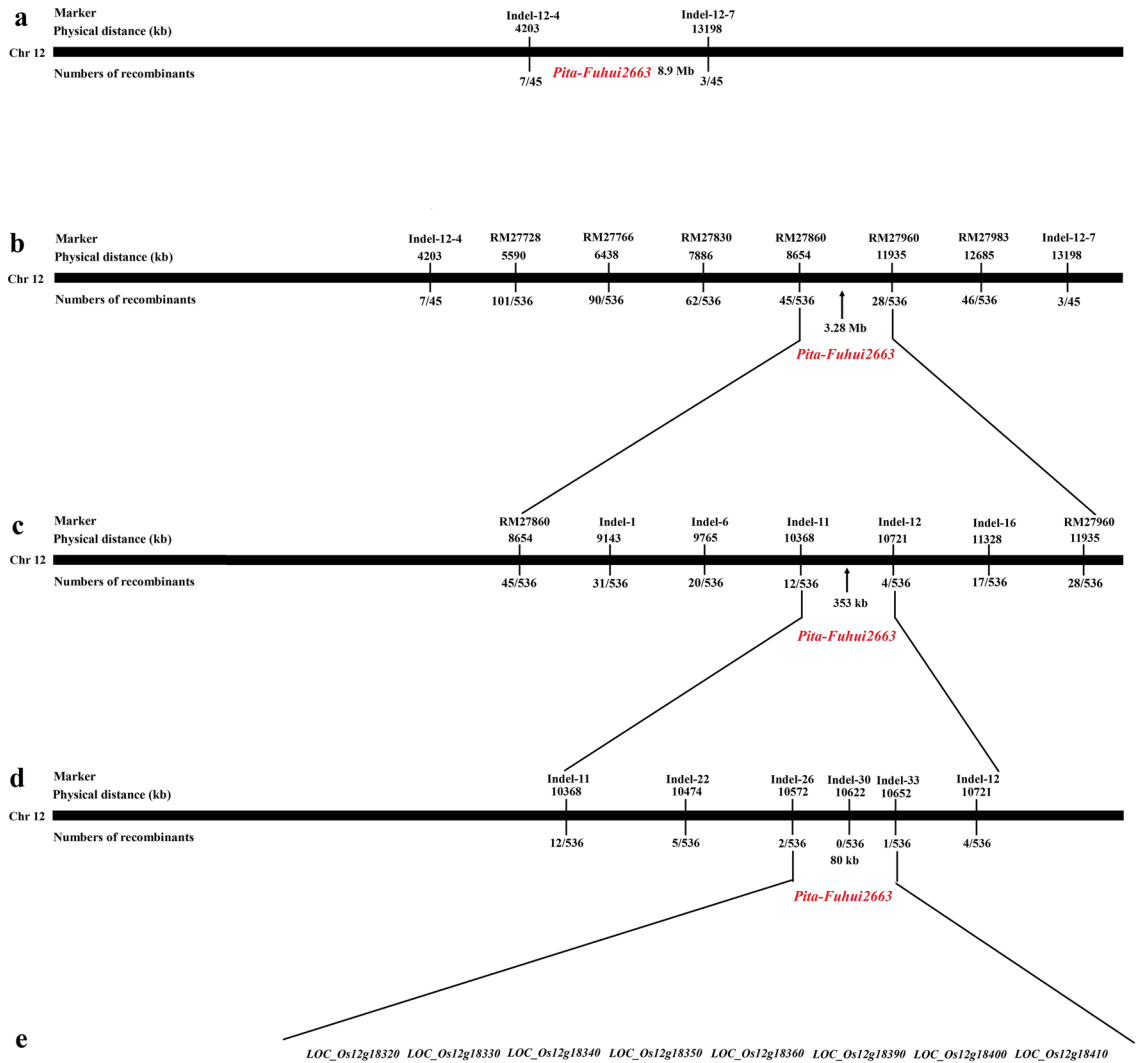 a
Marker Indel-12-4 Indel-12-7
Physical distance (kb) 4203 13198
Chr 12
Numbers of recombinants Pita-Fuhui2663 8.9 Mb
7/45 3/45
b
Marker Indel-12-4 RM27728 RM27766 RM27830 RM27860 RM27960 RM27983 Indel-12-7
Physical distance (kb) 4203 5590 6438 7886 8654 11935 12685 13198
Chr 12
Numbers of recombinants 7/45 101/536 90/536 62/536 45/536 28/536 46/536 3/45
3.28 Mb
Pita-Fuhui2663
c
Marker RM27860 Indel-1 Indel-6 Indel-11 Indel-12 Indel-16 RM27960
Physical distance (kb) 8654 9143 9765 10368 10721 11328 11935
Chr 12
Numbers of recombinants 45/536 31/536 20/536 12/536 4/536 17/536 28/536
353 kb
Pita-Fuhui2663
d
Marker Indel-11 Indel-22 Indel-26 Indel-30 Indel-33 Indel-12
Physical distance (kb) 10368 10474 10572 10622 10652 10721
Chr 12
Numbers of recombinants 12/536 5/536 2/536 0/536 1/536 4/536
80 kb
Pita-Fuhui2663
e
LOC_Os12g18320 LOC_Os12g18330 LOC_Os12g18340 LOC_Os12g18350 LOC_Os12g18360 LOC_Os12g18390 LOC_Os12g18400 LOC_Os12g18410